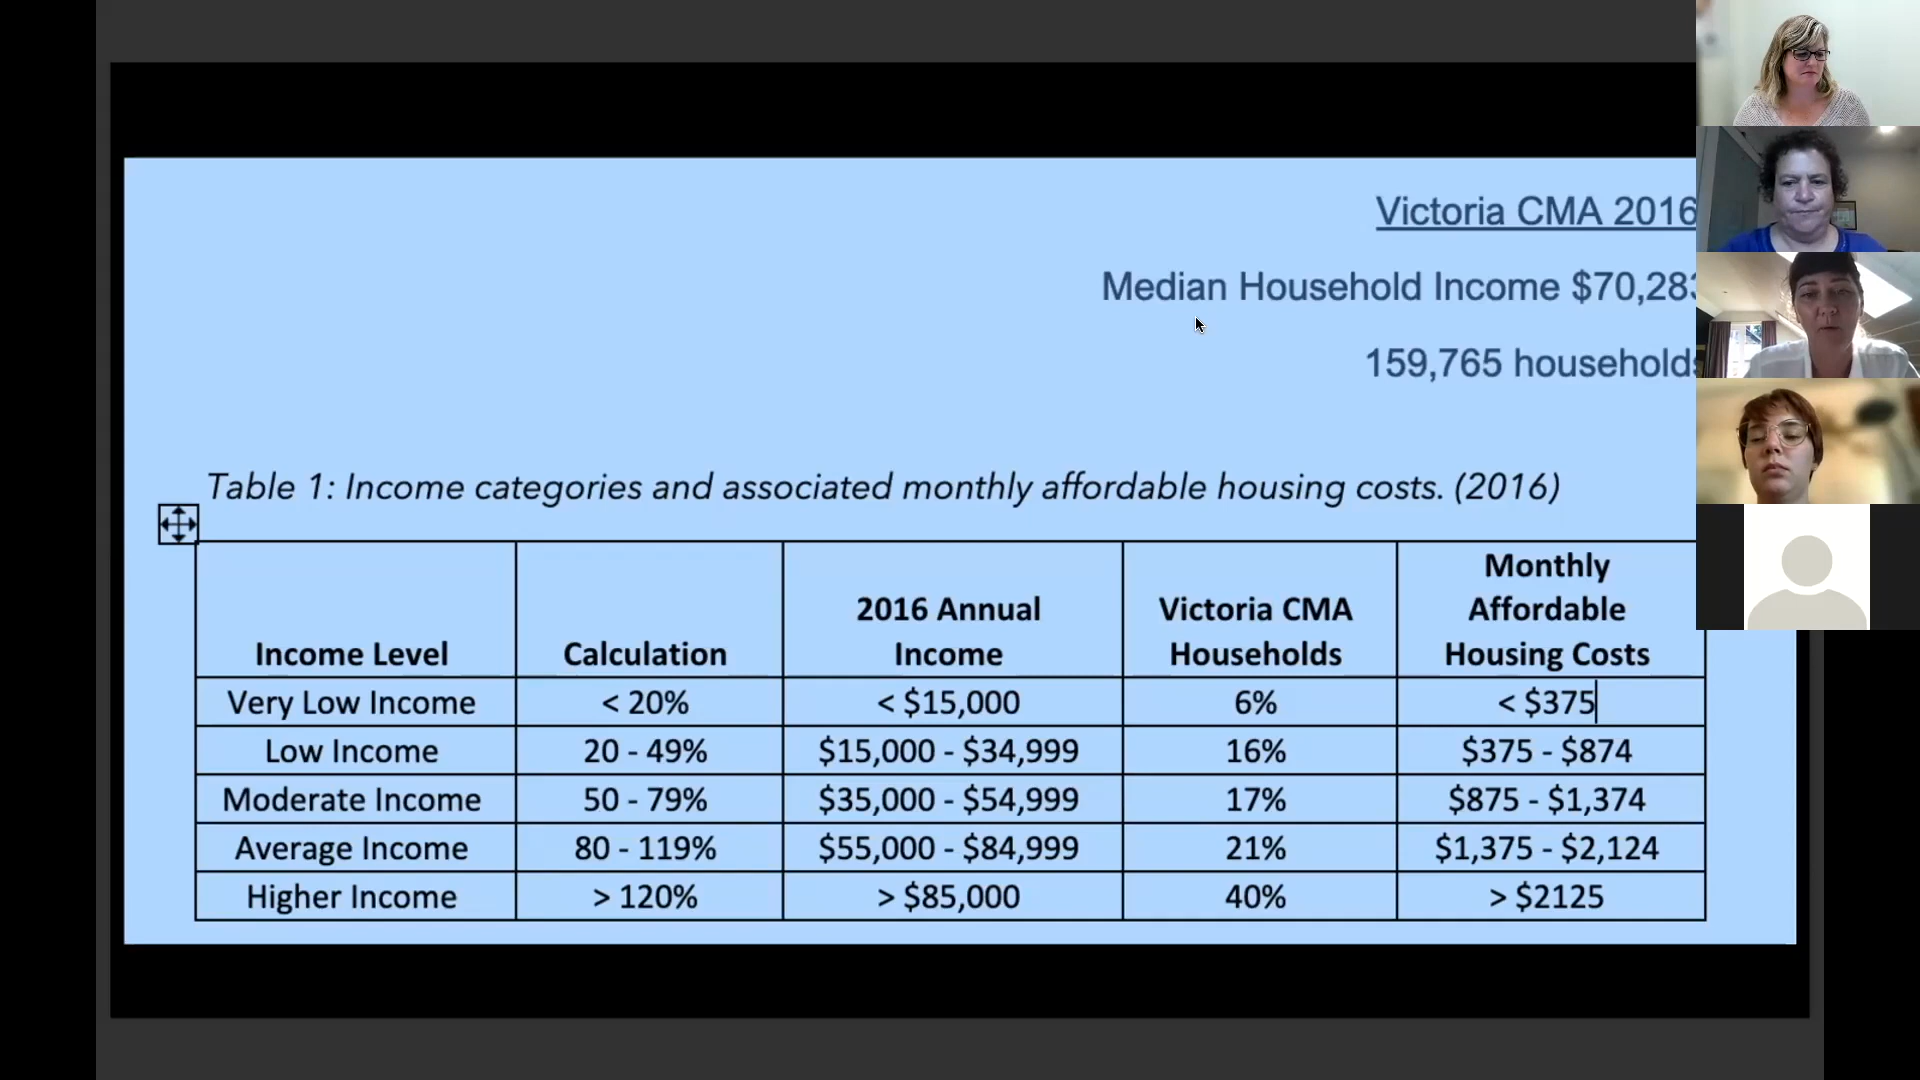 Victoria CMA 2016
Median Household Income $70,283
159,765 households
Table 1: Income categories and associated monthly affordable housing costs. (2016)
Income Level Calculation 2016 Annual Income Victoria CMA Households Monthly Affordable Housing Costs
Very Low Income < 20% < $15,000 6% < $375
Low Income 20 - 49% $15,000 - $34,999 16% $375 - $874
Moderate Income 50 - 79% $35,000 - $54,999 17% $875 - $1,374
Average Income 80 - 119% $55,000 - $84,999 21% $1,375 - $2,124
Higher Income > 120% > $85,000 40% > $2125